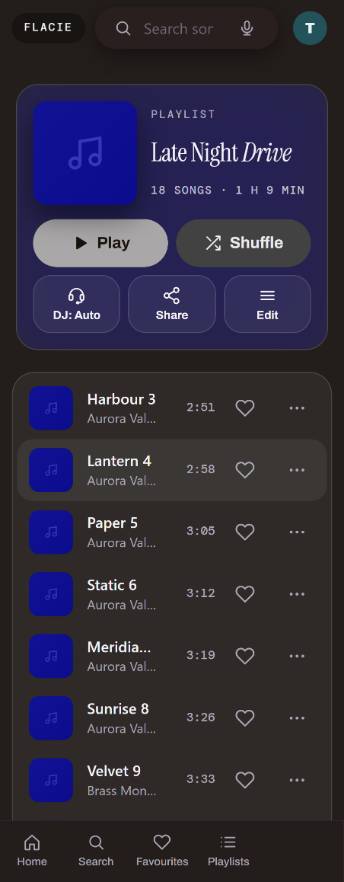 FLACIE
Search sor
T
PLAYLIST
Late Night Drive
18 SONGS · 1 H 9 MIN
Play
Shuffle
DJ: Auto
Share
Edit
Harbour 3
2:51
Aurora Val...
Lantern 4
2:58
Aurora Val...
Paper 5
3:05
Aurora Val...
Static 6
3:12
Aurora Val...
Meridia...
3:19
Aurora Val...
Sunrise 8
3:26
Aurora Val...
Velvet 9
3:33
Brass Mon...
Home
Search
Favourites
Playlists